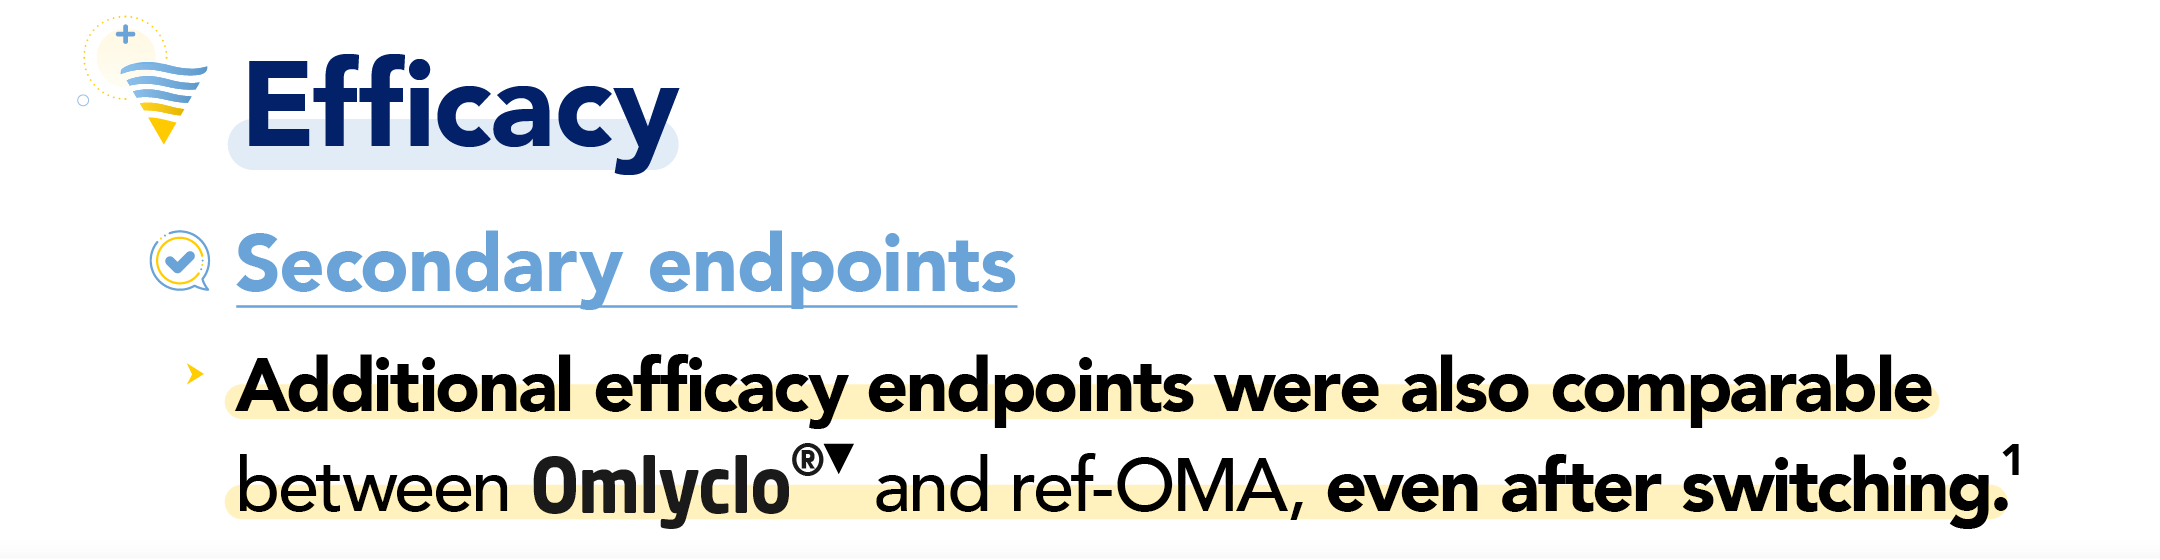 Efficacy
Secondary endpoints
Additional efficacy endpoints were also comparable
between Omlyclo®▼ and ref-OMA, even after switching.¹